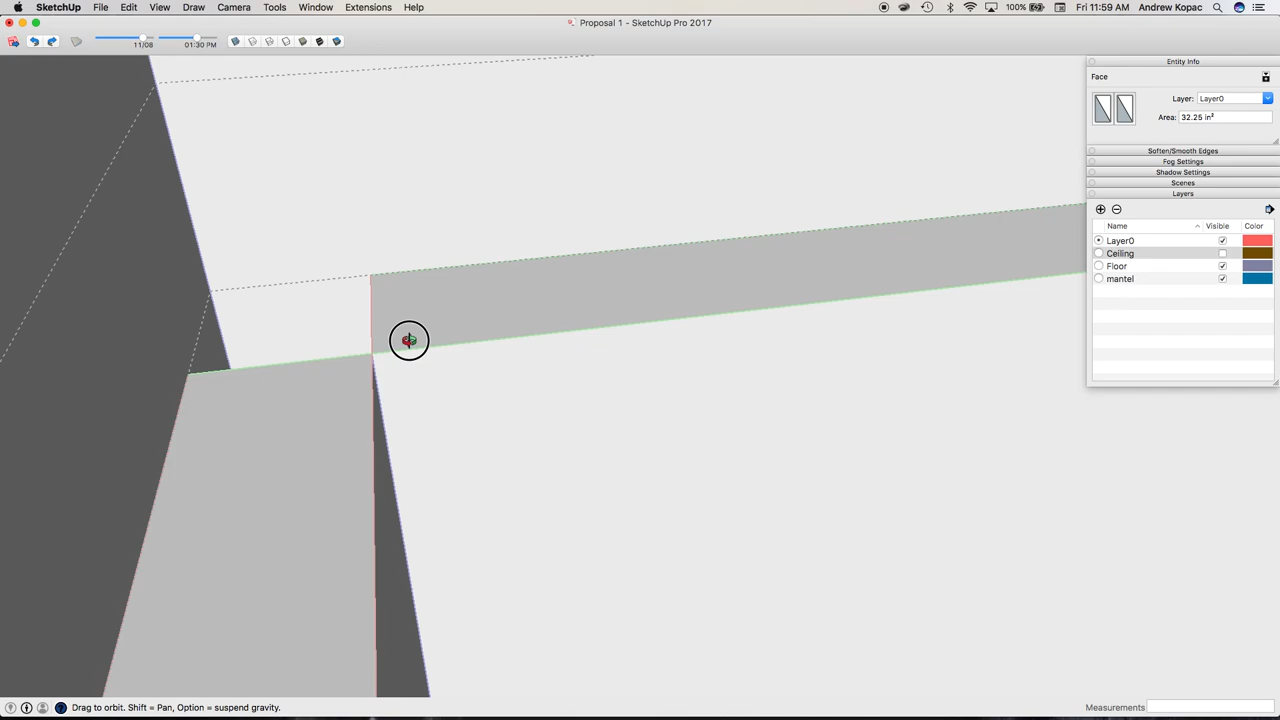 SketchUp File Edit View Draw Camera Tools Window Extensions Help 100% Fri 11:59 AM Andrew Kopac
Proposal 1 - SketchUp Pro 2017
11/08 01:30 PM
Entity Info
Face
Layer: Layer0
Area: 32.25 in²
Soften/Smooth Edges
Fog Settings
Shadow Settings
Scenes
Layers
Name Visible Color
Layer0
Ceiling
Floor
mantel
Drag to orbit. Shift = Pan, Option = suspend gravity. Measurements